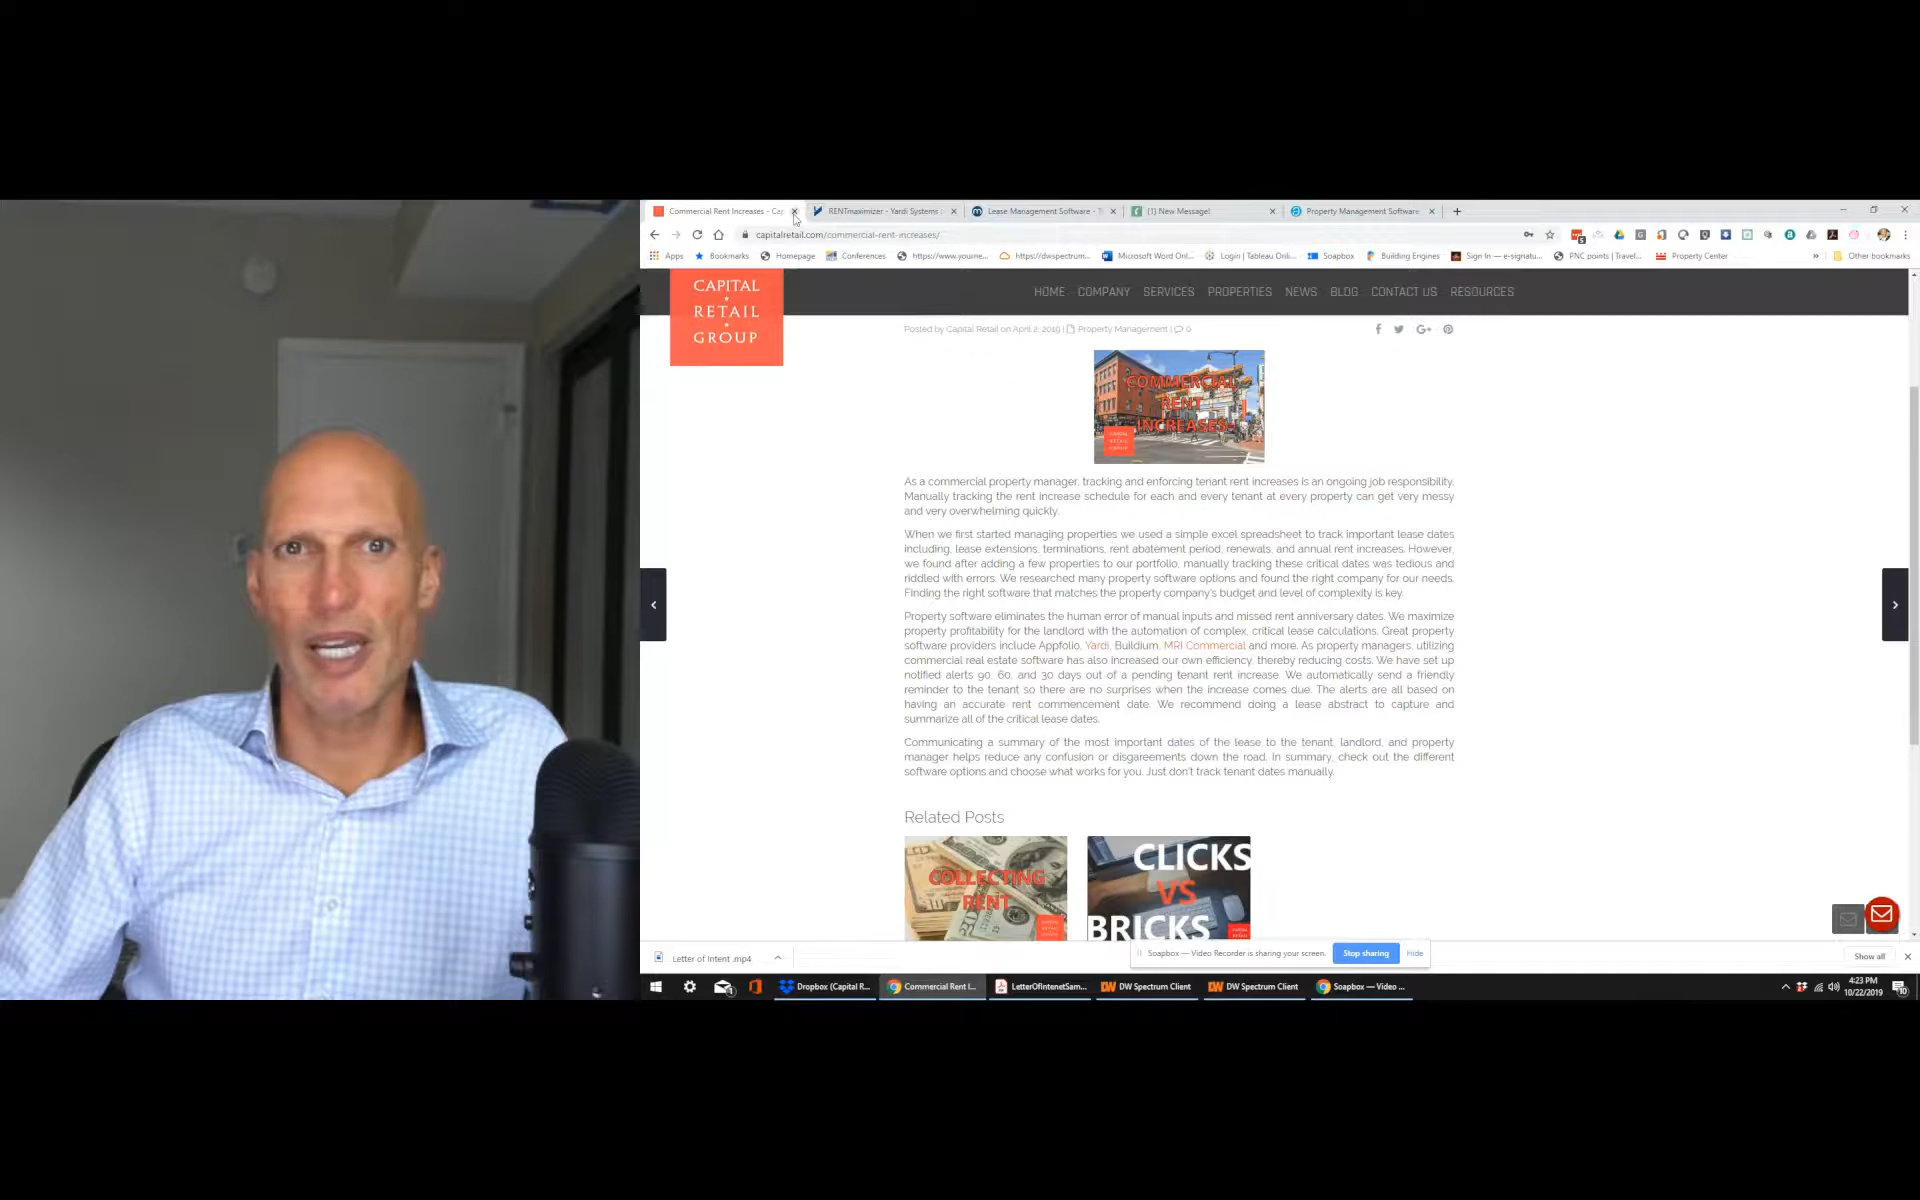 Commercial Rent Increases - Cap
RENTmaximizer - Yardi Systems
Lease Management Software - T
(1) New Message!
Property Management Software
capitalretail.com/commercial-rent-increases/
Apps
Bookmarks
Homepage
Conferences
https://www.youine...
https://dwspectrum...
Microsoft Word Onl...
Login | Tableau Onli...
Soapbox
Building Engines
Sign In — e-signatu...
PNC points | Travel...
Property Center
»
Other bookmarks
CAPITAL
RETAIL
GROUP
HOME COMPANY SERVICES PROPERTIES NEWS BLOG CONTACT US RESOURCES
Posted by Capital Retail on April 2, 2019 | Property Management | 0
COMMERCIAL
RENT
INCREASES
CAPITAL
RETAIL
GROUP
As a commercial property manager, tracking and enforcing tenant rent increases is an ongoing job responsibility.
Manually tracking the rent increase schedule for each and every tenant at every property can get very messy
and very overwhelming quickly.
When we first started managing properties we used a simple excel spreadsheet to track important lease dates
including, lease extensions, terminations, rent abatement period, renewals, and annual rent increases. However,
we found after adding a few properties to our portfolio, manually tracking these critical dates was tedious and
riddled with errors. We researched many property software options and found the right company for our needs.
Finding the right software that matches the property company's budget and level of complexity is key.
Property software eliminates the human error of manual inputs and missed rent anniversary dates. We maximize
property profitability for the landlord with the automation of complex, critical lease calculations. Great property
software providers include Appfolio, Yardi, Buildium, MRI Commercial and more. As property managers, utilizing
commercial real estate software has also increased our own efficiency, thereby reducing costs. We have set up
notified alerts 90, 60, and 30 days out of a pending tenant rent increase. We automatically send a friendly
reminder to the tenant so there are no surprises when the increase comes due. The alerts are all based on
having an accurate rent commencement date. We recommend doing a lease abstract to capture and
summarize all of the critical lease dates.
Communicating a summary of the most important dates of the lease to the tenant, landlord, and property
manager helps reduce any confusion or disgareements down the road. In summary, check out the different
software options and choose what works for you. Just don't track tenant dates manually.
Related Posts
COLLECTING
RENT
CLICKS
VS
BRICKS
Letter of Intent .mp4
Soapbox — Video Recorder is sharing your screen.
Stop sharing
Hide
Show all
Dropbox (Capital R...
Commercial Rent I...
LetterOfIntenetSam...
DW Spectrum Client
DW Spectrum Client
Soapbox — Video ...
4:23 PM
10/22/2019